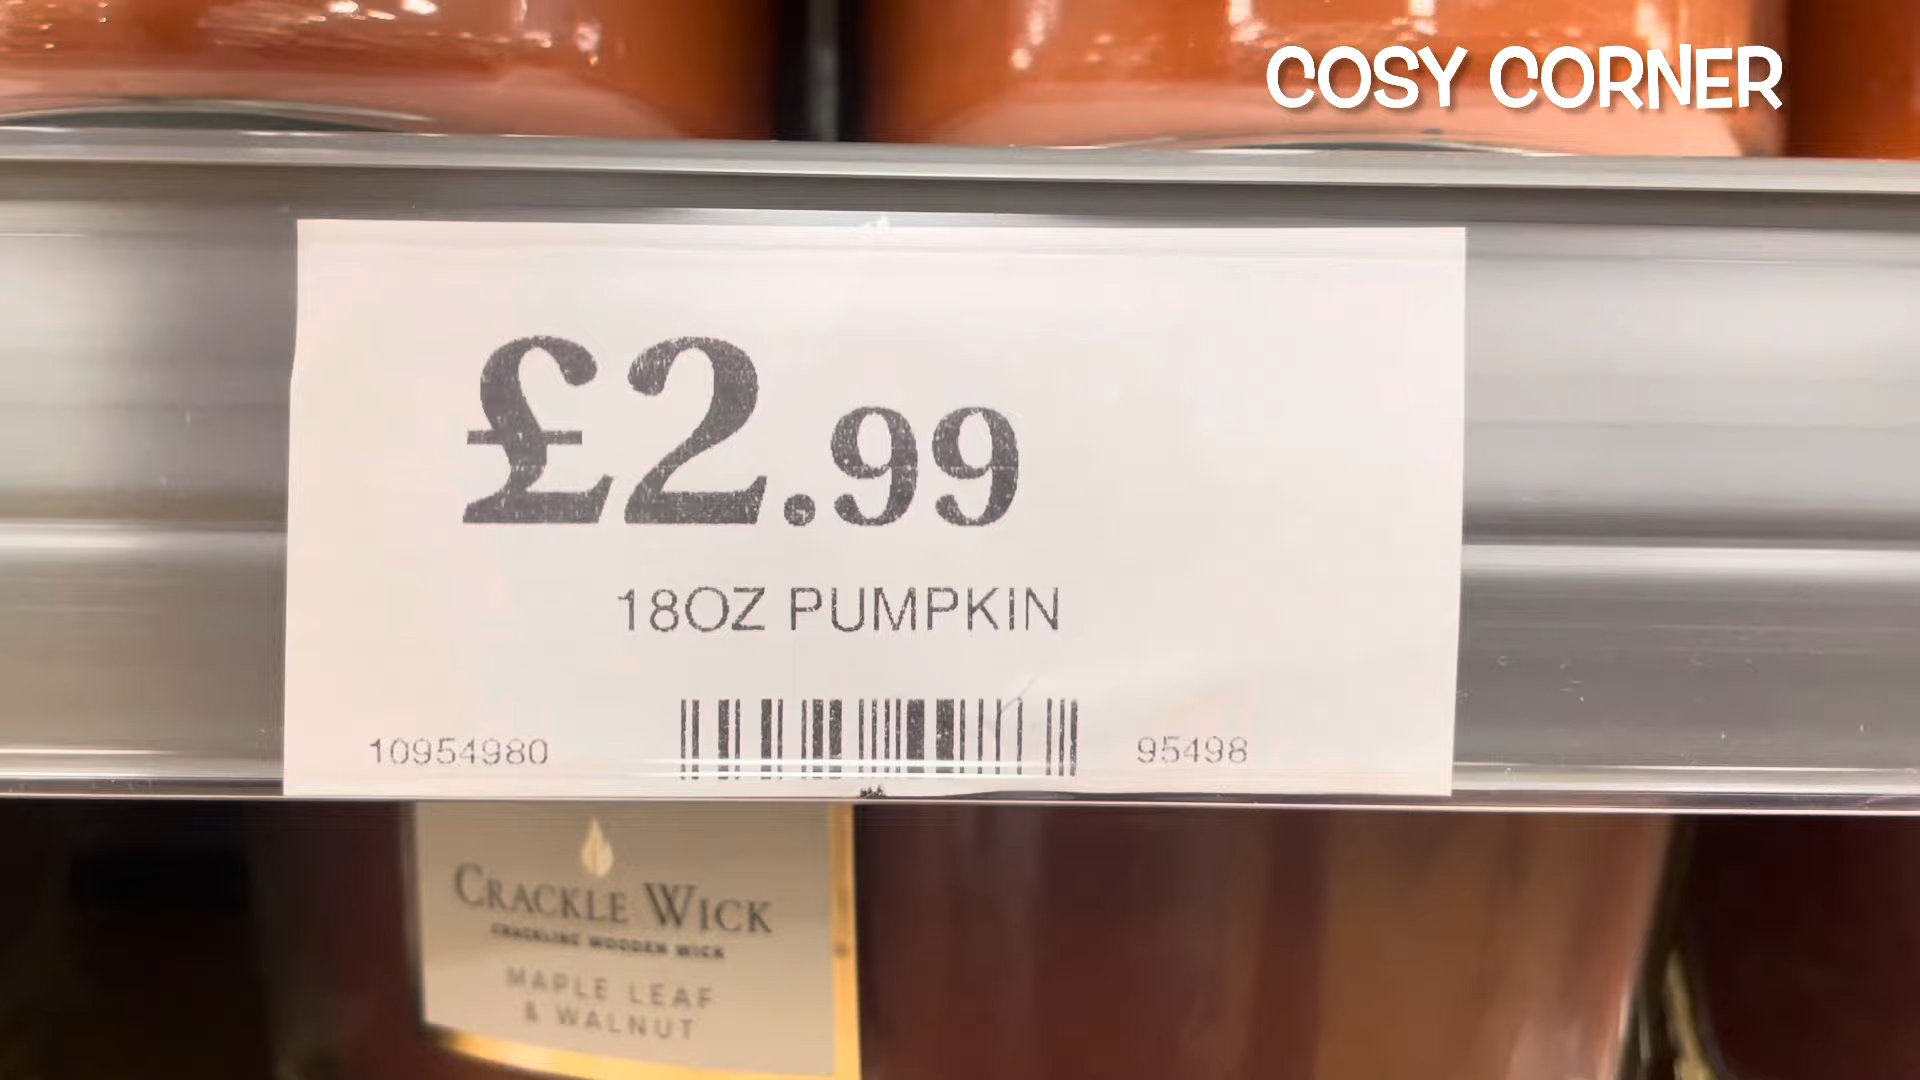 COSY CORNER
£2.99
18OZ PUMPKIN
10954980
95498
CRACKLE WICK
CRACKLING WOODEN WICK
MAPLE LEAF
& WALNUT